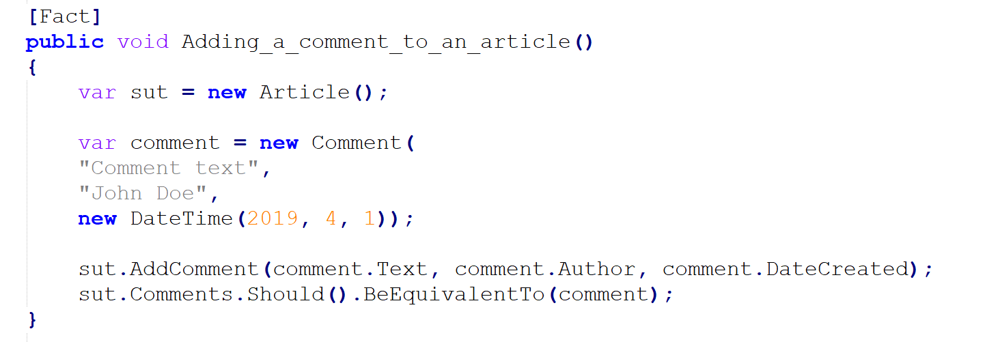 [Fact]
public void Adding_a_comment_to_an_article()
{
    var sut = new Article();

    var comment = new Comment(
    "Comment text",
    "John Doe",
    new DateTime(2019, 4, 1));

    sut.AddComment(comment.Text, comment.Author, comment.DateCreated);
    sut.Comments.Should().BeEquivalentTo(comment);
}